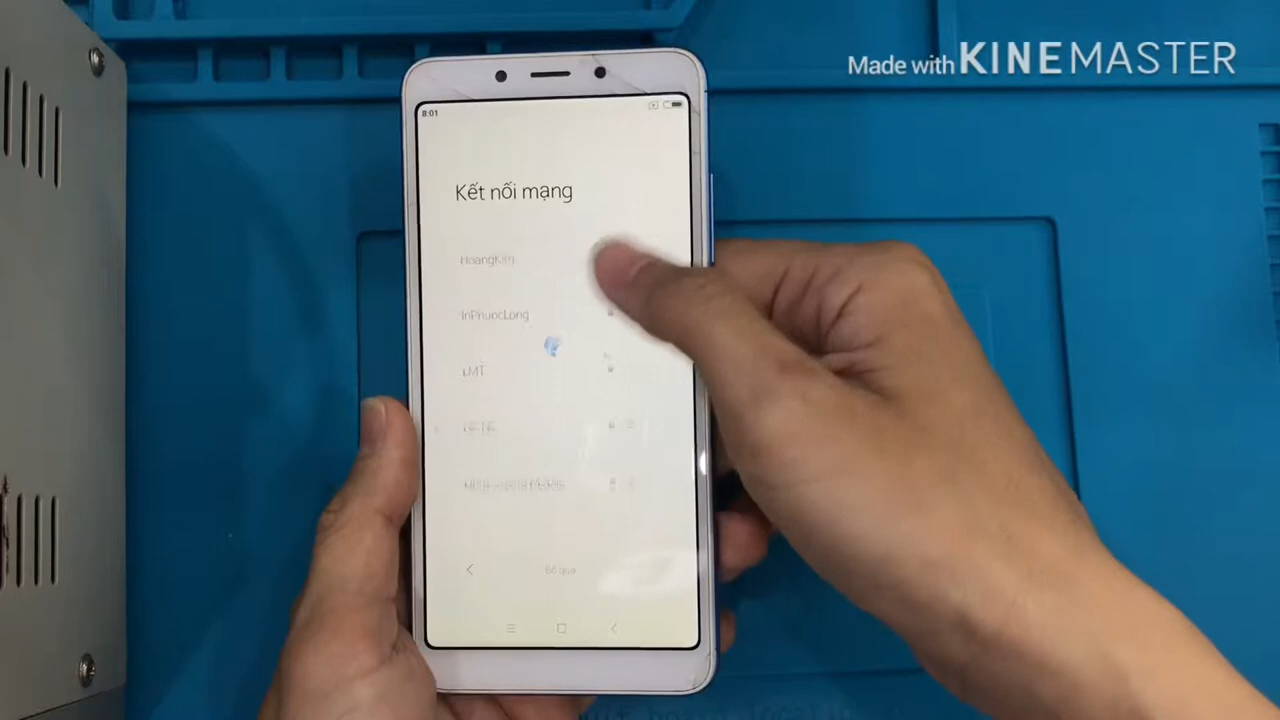 Made with KINEMASTER
8:01
Kết nối mạng
HoangKim
InPhuocLong
LMT
Bỏ qua